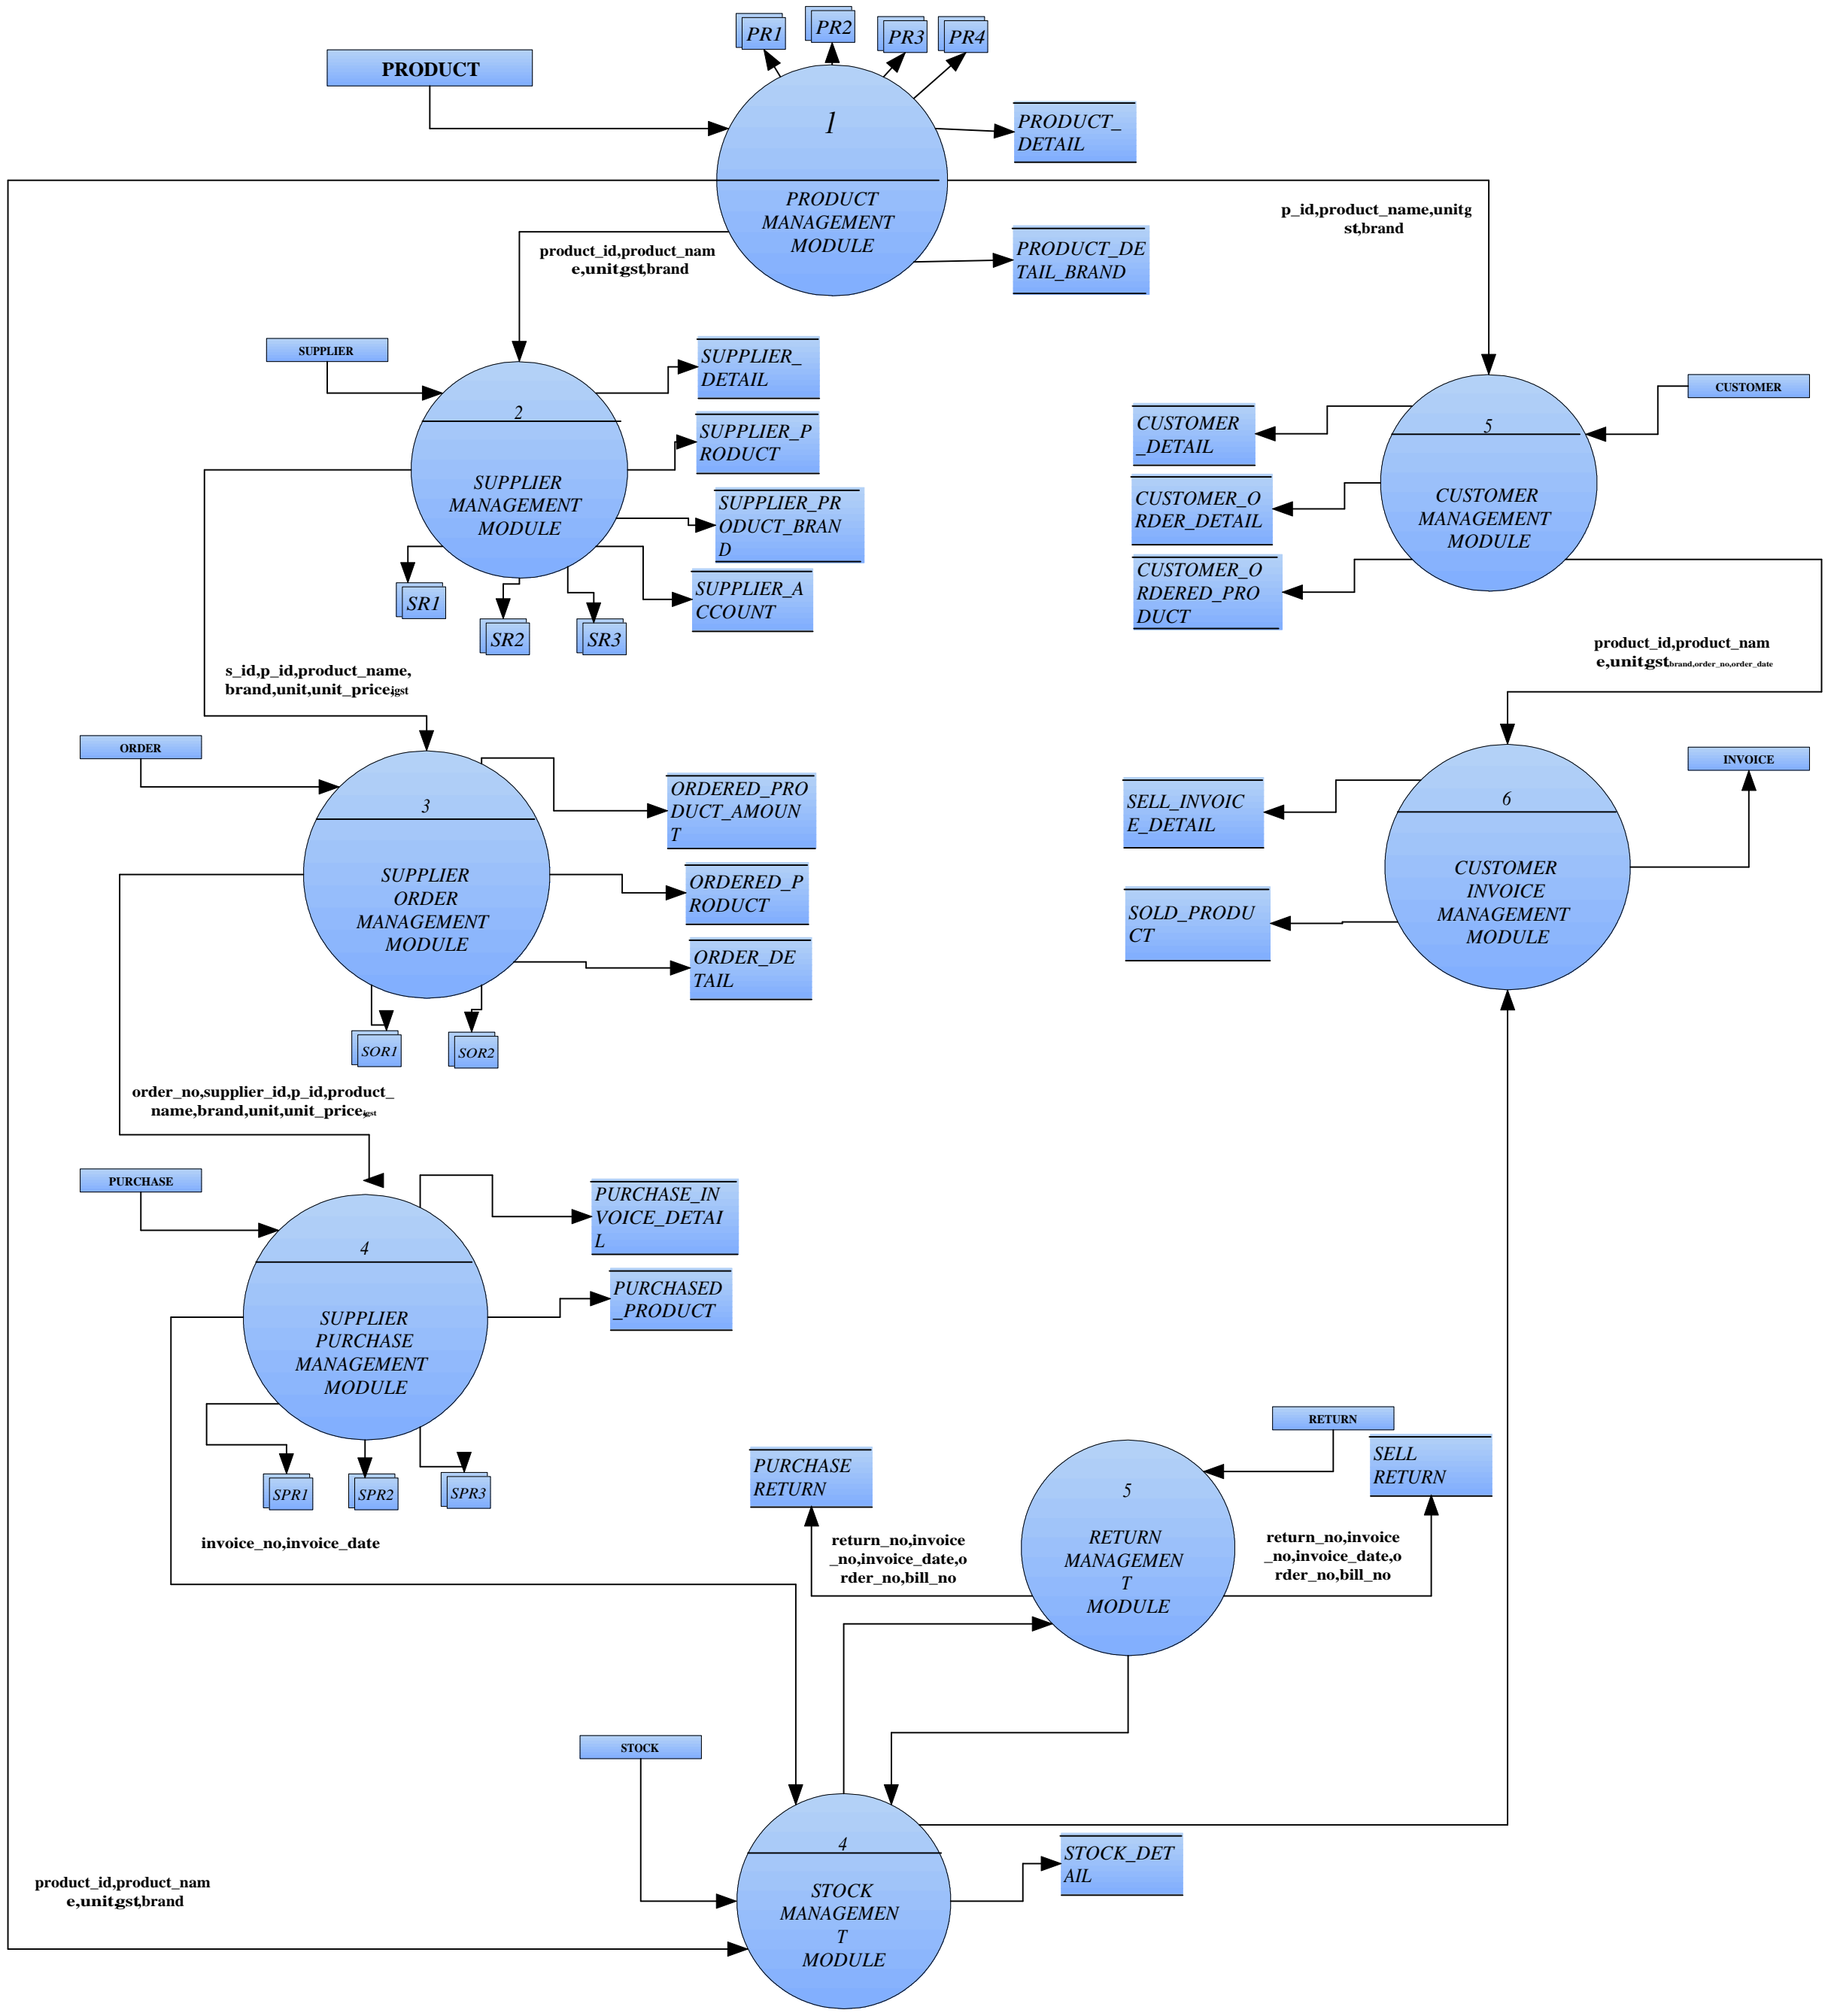 PR1
PR2
PR3
PR4
PRODUCT
1
PRODUCT
MANAGEMENT
MODULE
PRODUCT_
DETAIL
PRODUCT_DE
TAIL_BRAND
p_id,product_name,unitg
st,brand
product_id,product_nam
e,unit,gst,brand
SUPPLIER
2
SUPPLIER
MANAGEMENT
MODULE
SUPPLIER_
DETAIL
SUPPLIER_P
RODUCT
SUPPLIER_PR
ODUCT_BRAN
D
SUPPLIER_A
CCOUNT
SR1
SR2
SR3
CUSTOMER
5
CUSTOMER
MANAGEMENT
MODULE
CUSTOMER
_DETAIL
CUSTOMER_O
RDER_DETAIL
CUSTOMER_O
RDERED_PRO
DUCT
s_id,p_id,product_name,
brand,unit,unit_price,igst
product_id,product_nam
e,unit,gst,brand,order_no,order_date
ORDER
3
SUPPLIER
ORDER
MANAGEMENT
MODULE
ORDERED_PRO
DUCT_AMOUN
T
ORDERED_P
RODUCT
ORDER_DE
TAIL
SOR1
SOR2
INVOICE
6
CUSTOMER
INVOICE
MANAGEMENT
MODULE
SELL_INVOIC
E_DETAIL
SOLD_PRODU
CT
order_no,supplier_id,p_id,product_
name,brand,unit,unit_price,igst
PURCHASE
4
SUPPLIER
PURCHASE
MANAGEMENT
MODULE
PURCHASE_IN
VOICE_DETAI
L
PURCHASED
_PRODUCT
SPR1
SPR2
SPR3
invoice_no,invoice_date
RETURN
5
RETURN
MANAGEMEN
T
MODULE
PURCHASE
RETURN
SELL
RETURN
return_no,invoice
_no,invoice_date,o
rder_no,bill_no
return_no,invoice
_no,invoice_date,o
rder_no,bill_no
STOCK
4
STOCK
MANAGEMEN
T
MODULE
STOCK_DET
AIL
product_id,product_nam
e,unit,gst,brand